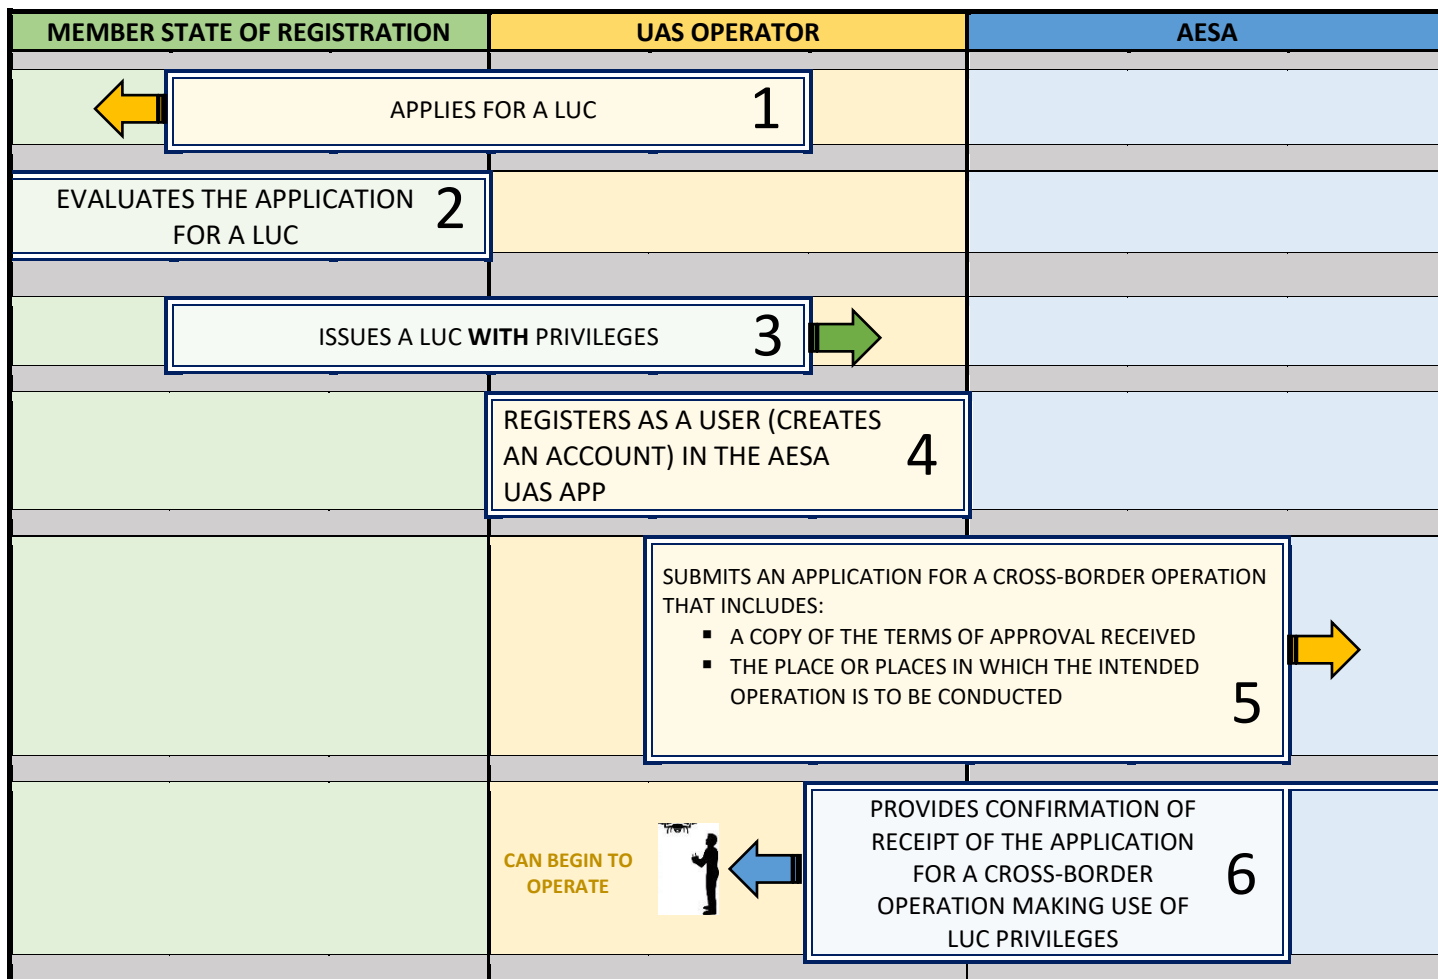 MEMBER STATE OF REGISTRATION
UAS OPERATOR
AESA
APPLIES FOR A LUC
1
EVALUATES THE APPLICATION
FOR A LUC
2
ISSUES A LUC WITH PRIVILEGES
3
REGISTERS AS A USER (CREATES
AN ACCOUNT) IN THE AESA
UAS APP
4
SUBMITS AN APPLICATION FOR A CROSS-BORDER OPERATION
THAT INCLUDES:
▪ A COPY OF THE TERMS OF APPROVAL RECEIVED
▪ THE PLACE OR PLACES IN WHICH THE INTENDED
OPERATION IS TO BE CONDUCTED
5
CAN BEGIN TO
OPERATE
PROVIDES CONFIRMATION OF
RECEIPT OF THE APPLICATION
FOR A CROSS-BORDER
OPERATION MAKING USE OF
LUC PRIVILEGES
6